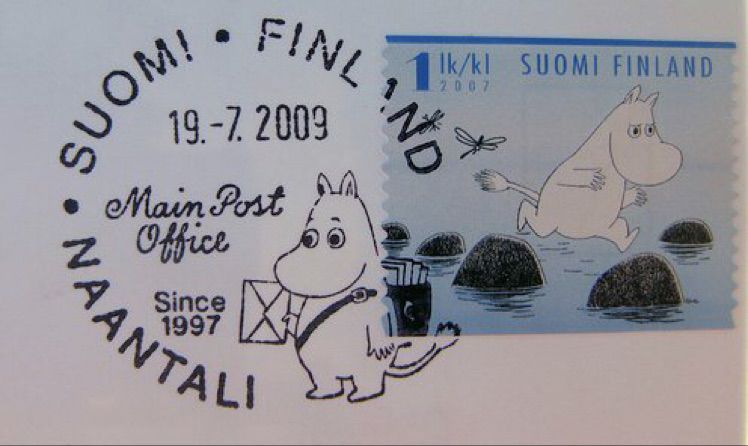 SUOMI • FINLAND
19.-7. 2009
Main Post
Office
Since
1997
• NAANTALI
1 lk/kl
2007
SUOMI FINLAND